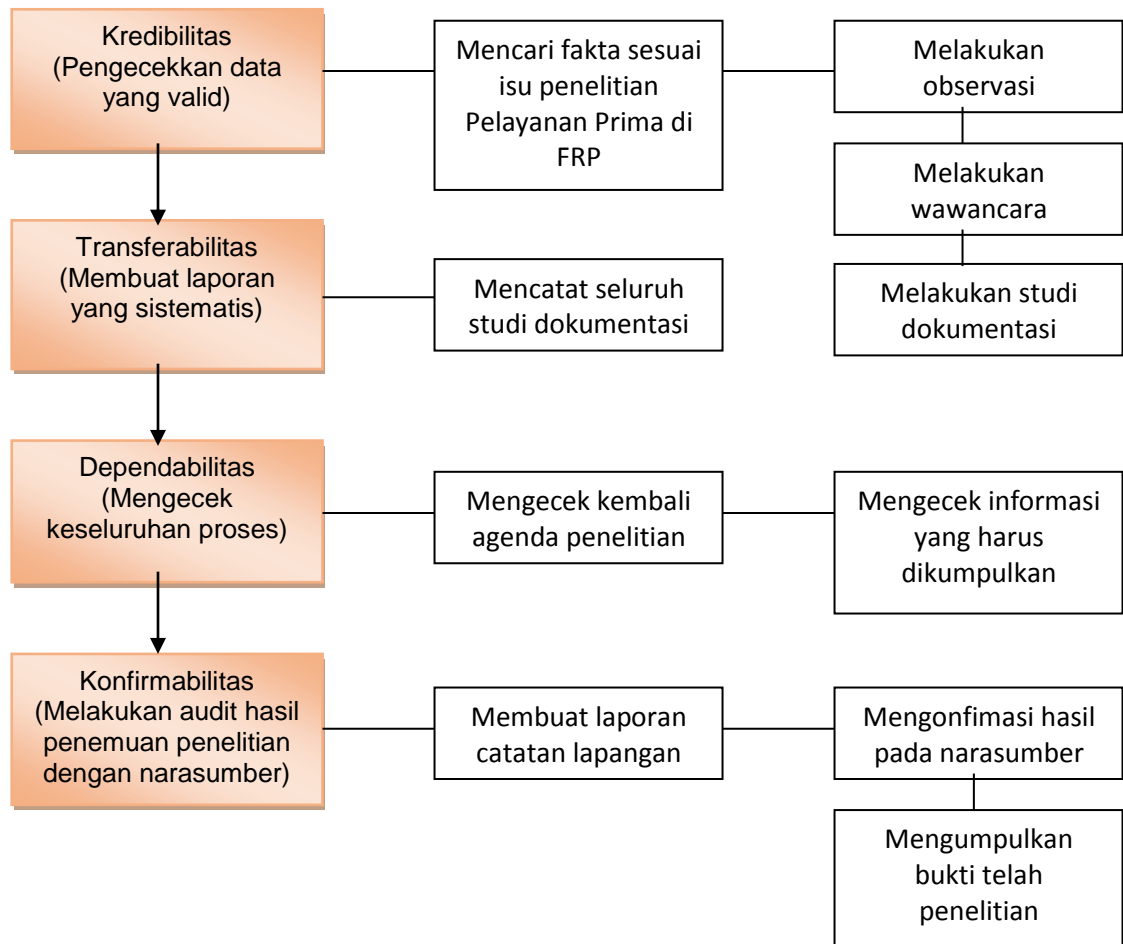 Kredibilitas
(Pengecekkan data
yang valid)
Mencari fakta sesuai
isu penelitian
Pelayanan Prima di
FRP
Melakukan
observasi
Melakukan
wawancara
Melakukan studi
dokumentasi
Transferabilitas
(Membuat laporan
yang sistematis)
Mencatat seluruh
studi dokumentasi
Dependabilitas
(Mengecek
keseluruhan proses)
Mengecek kembali
agenda penelitian
Mengecek informasi
yang harus
dikumpulkan
Konfirmabilitas
(Melakukan audit hasil
penemuan penelitian
dengan narasumber)
Membuat laporan
catatan lapangan
Mengonfimasi hasil
pada narasumber
Mengumpulkan
bukti telah
penelitian